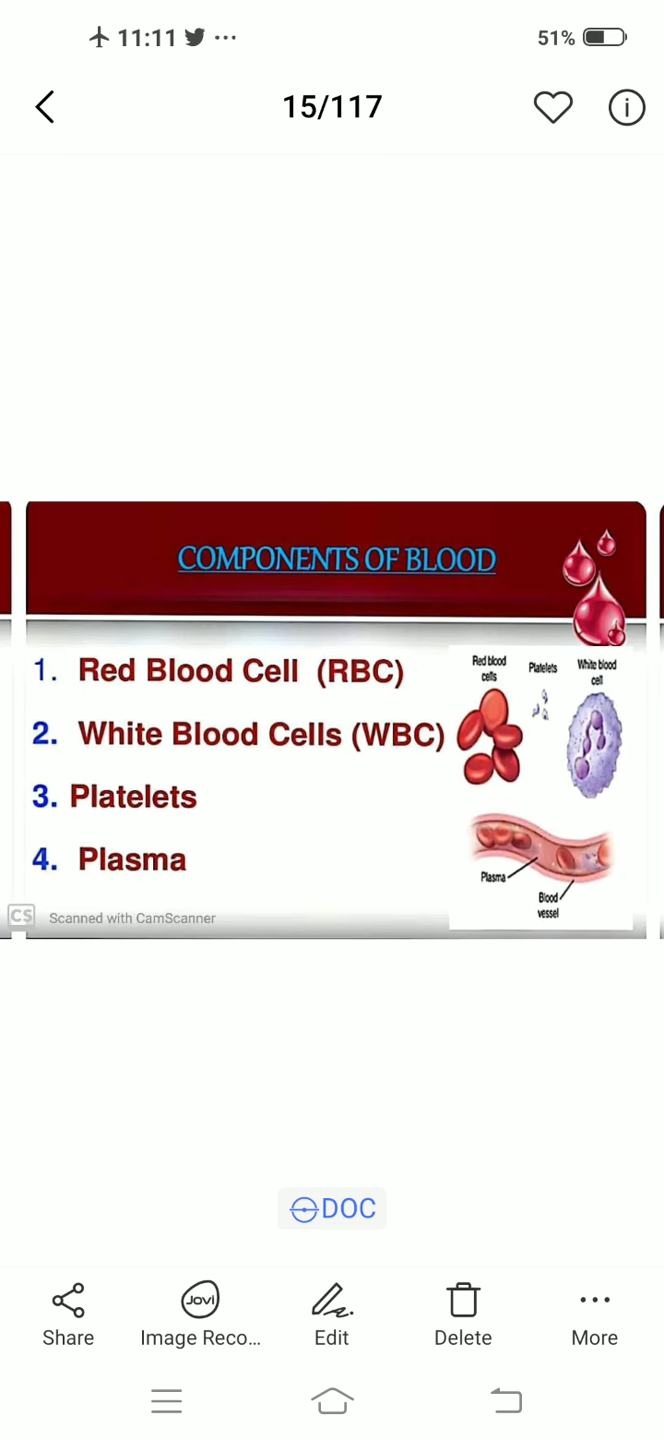 11:11
51%
15/117
COMPONENTS OF BLOOD
1. Red Blood Cell (RBC)
2. White Blood Cells (WBC)
3. Platelets
4. Plasma
Red blood
cells
Platelets
White blood
cell
Plasma
Blood
vessel
CS Scanned with CamScanner
DOC
Jovi
Share Image Reco... Edit Delete More